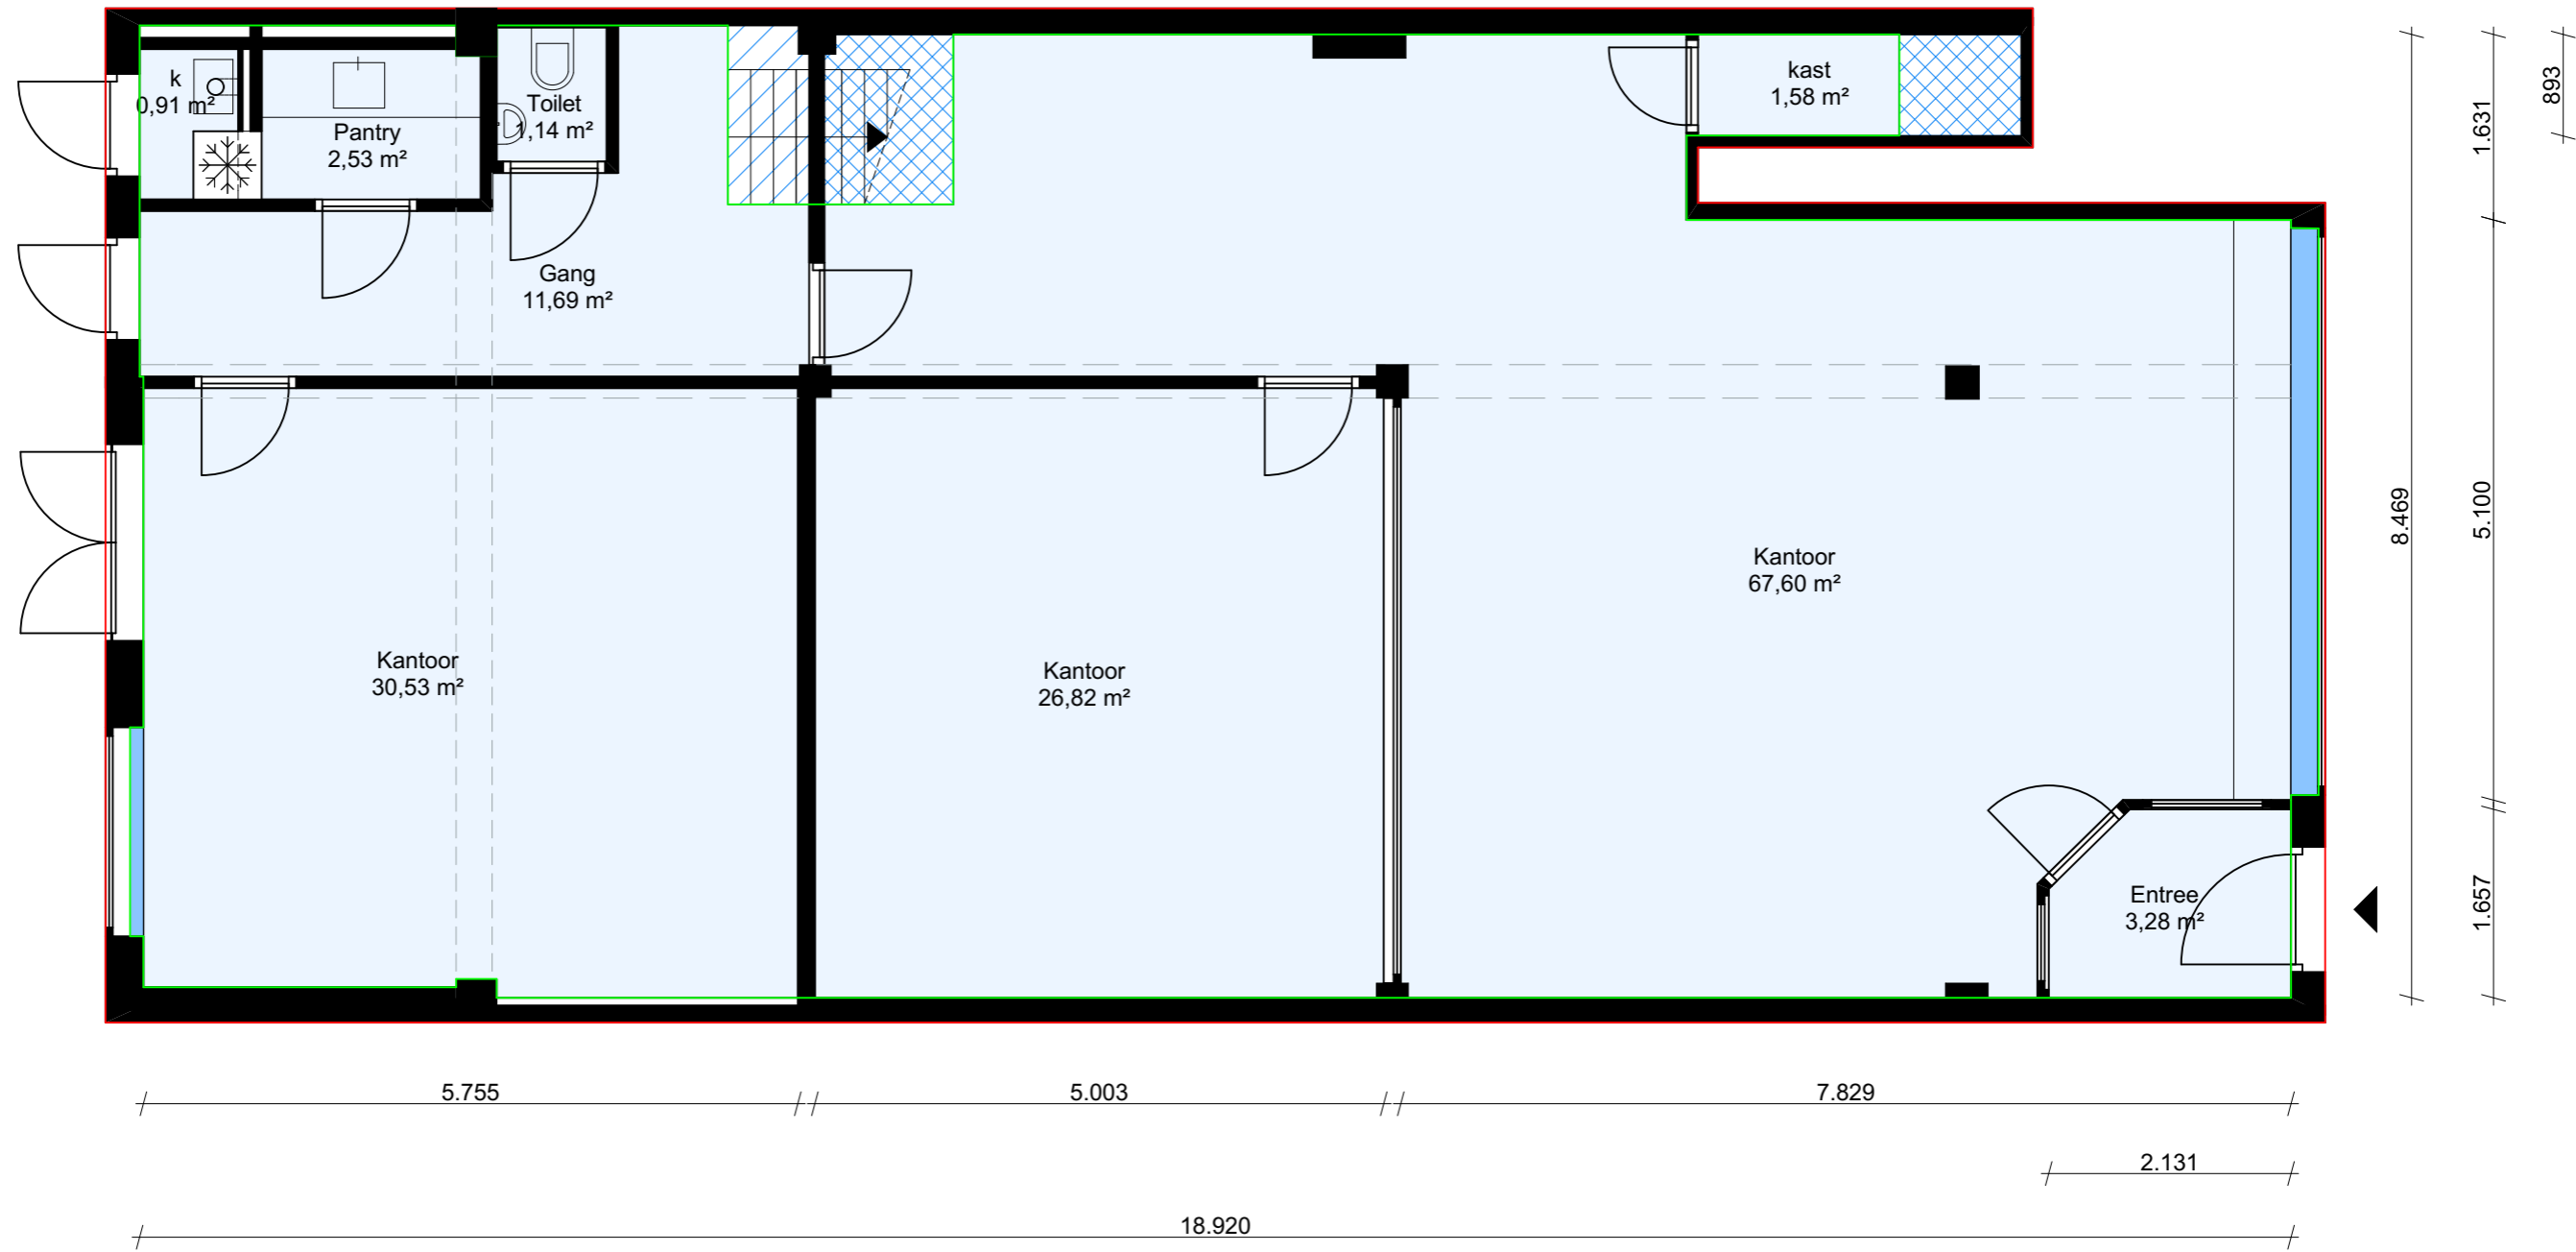 k
0,91 m²
Pantry
2,53 m²
Toilet
1,14 m²
kast
1,58 m²
Gang
11,69 m²
Kantoor
30,53 m²
Kantoor
26,82 m²
Kantoor
67,60 m²
Entree
3,28 m²
893
1.631
8.469
5.100
1.657
5.755
5.003
7.829
2.131
18.920